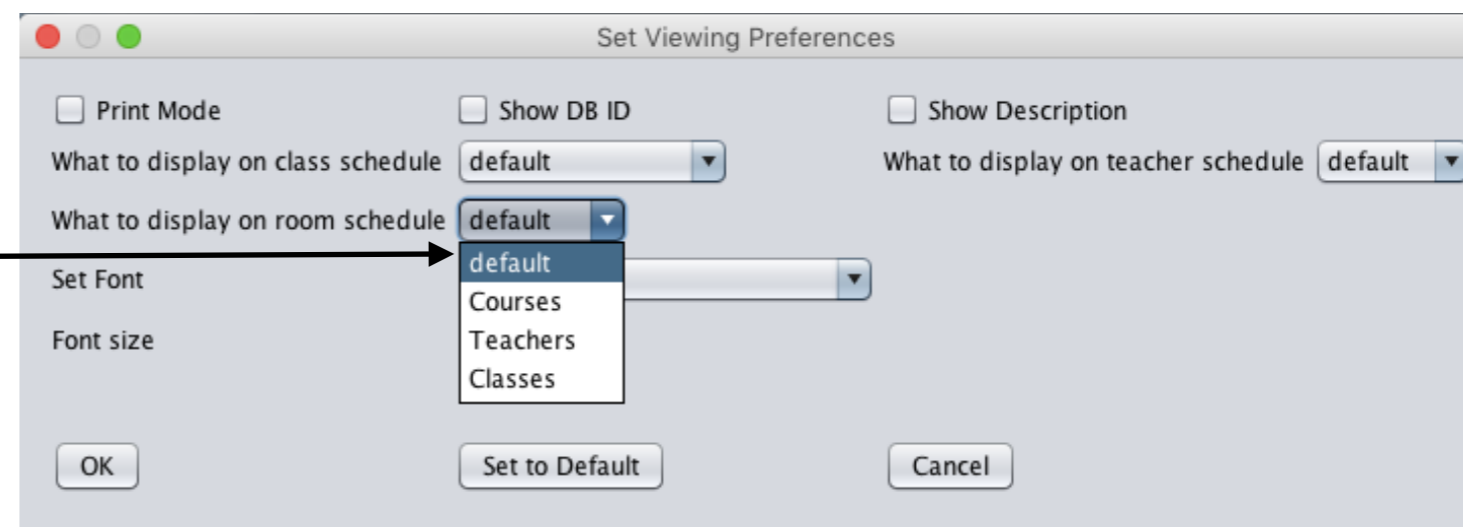 Set Viewing Preferences
Print Mode Show DB ID Show Description
What to display on class schedule default What to display on teacher schedule default
What to display on room schedule default
default
Set Font
Courses
Font size Teachers
Classes
OK Set to Default Cancel